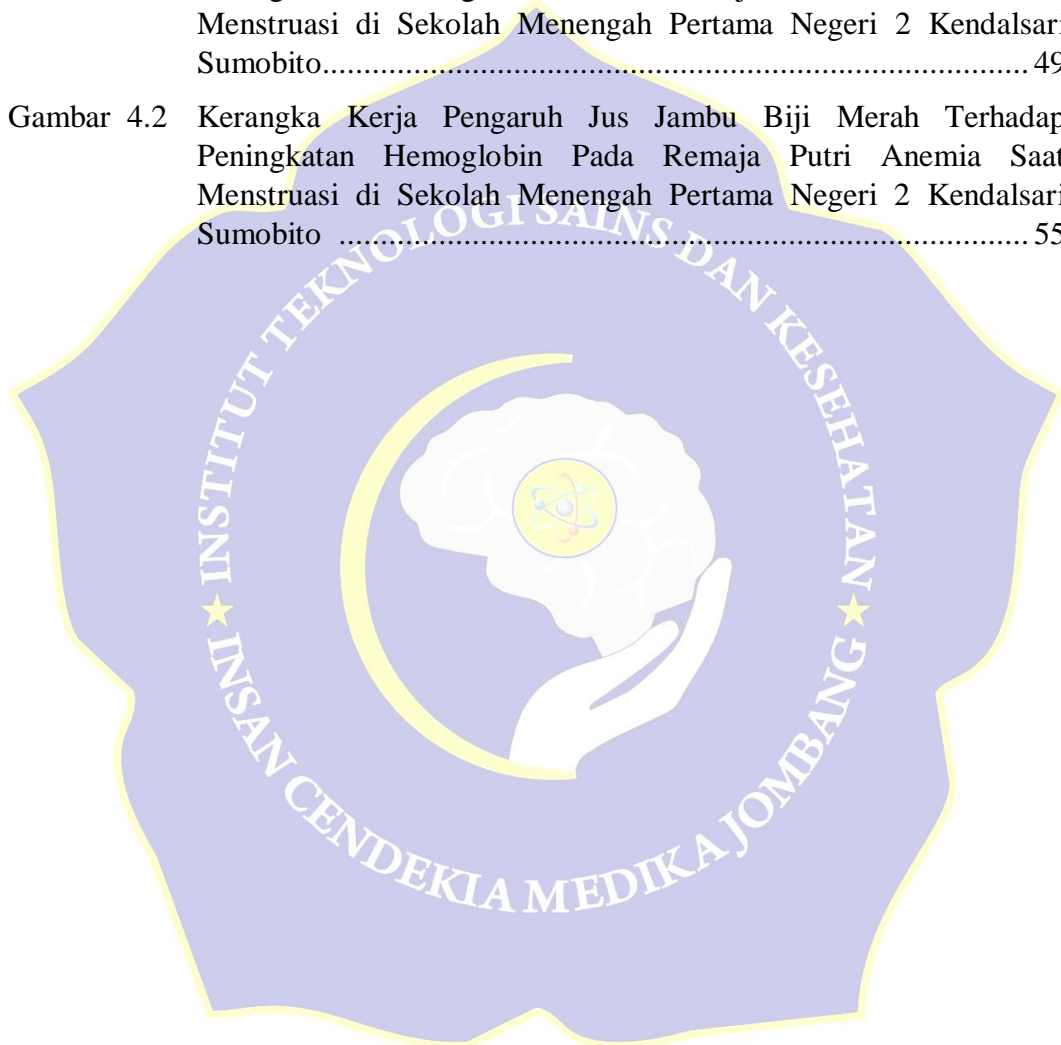 Menstruasi di Sekolah Menengah Pertama Negeri 2 Kendalsari
Sumobito........................................................................... 49
Gambar 4.2 Kerangka Kerja Pengaruh Jus Jambu Biji Merah Terhadap
Peningkatan Hemoglobin Pada Remaja Putri Anemia Saat
Menstruasi di Sekolah Menengah Pertama Negeri 2 Kendalsari
Sumobito ......................................................................... 55
INSTITUT TEKNOLOGI SAINS DAN KESEHATAN
★ INSAN CENDEKIA MEDIKA JOMBANG ★